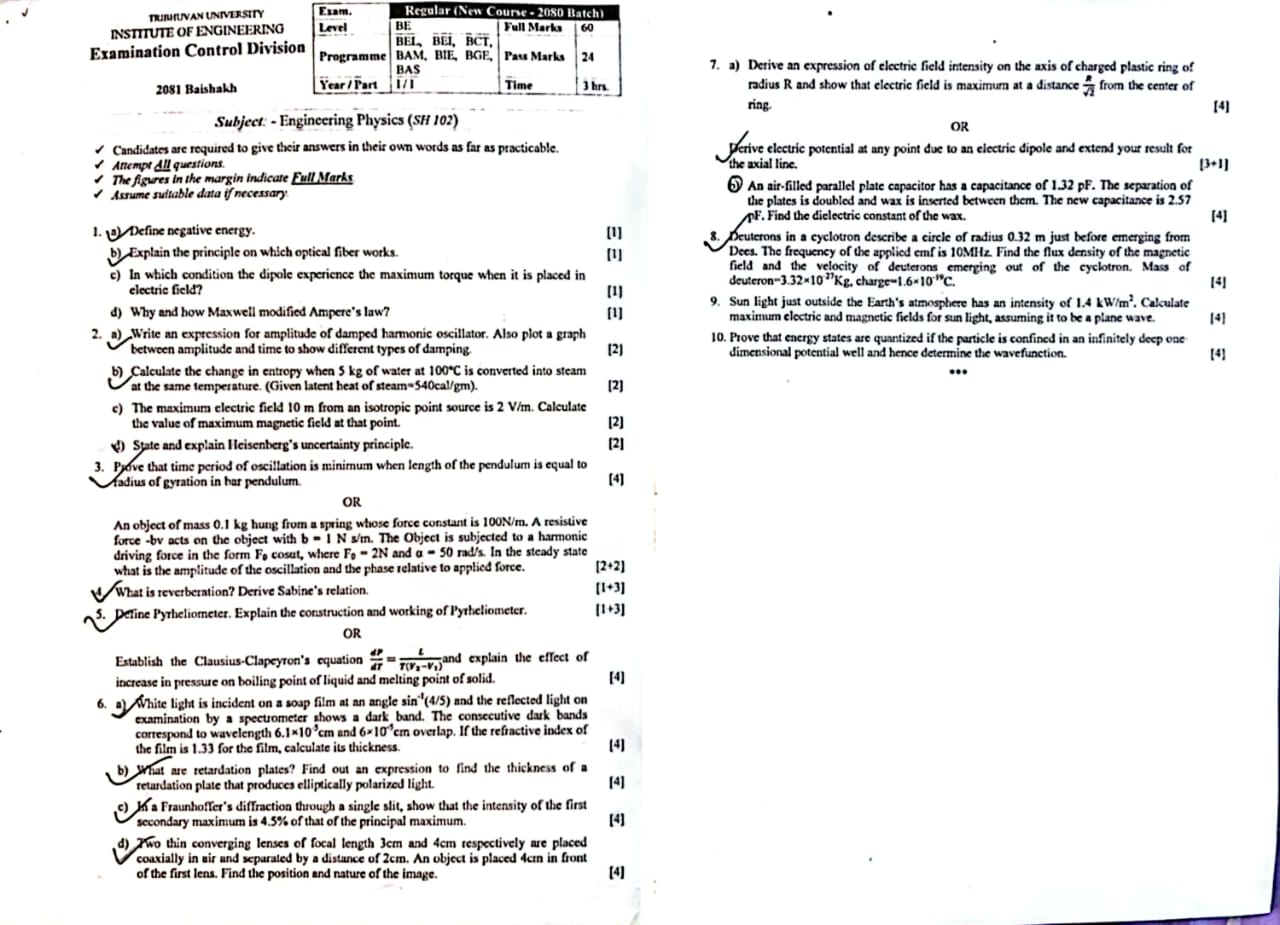 TRIBHUVAN UNIVERSITY
INSTITUTE OF ENGINEERING
Examination Control Division
2081 Baishakh
Exam. Regular (New Course - 2080 Batch)
Level BE Full Marks 60
Programme BEL, BEI, BCT, BAM, BIE, BGE, BAS Pass Marks 24
Year / Part I / I Time 3 hrs.
Subject: - Engineering Physics (SH 102)
✓ Candidates are required to give their answers in their own words as far as practicable.
✓ Attempt All questions.
✓ The figures in the margin indicate Full Marks.
✓ Assume suitable data if necessary.
1. a) Define negative energy. [1]
b) Explain the principle on which optical fiber works. [1]
c) In which condition the dipole experience the maximum torque when it is placed in
electric field? [1]
d) Why and how Maxwell modified Ampere's law? [1]
2. a) Write an expression for amplitude of damped harmonic oscillator. Also plot a graph
between amplitude and time to show different types of damping. [2]
b) Calculate the change in entropy when 5 kg of water at 100°C is converted into steam
at the same temperature. (Given latent heat of steam=540cal/gm). [2]
c) The maximum electric field 10 m from an isotropic point source is 2 V/m. Calculate
the value of maximum magnetic field at that point. [2]
d) State and explain Heisenberg's uncertainty principle. [2]
3. Prove that time period of oscillation is minimum when length of the pendulum is equal to
radius of gyration in bar pendulum. [4]
OR
An object of mass 0.1 kg hung from a spring whose force constant is 100N/m. A resistive
force -bv acts on the object with b = 1 N s/m. The Object is subjected to a harmonic
driving force in the form F₀ cosαt, where F₀ = 2N and α = 50 rad/s. In the steady state
what is the amplitude of the oscillation and the phase relative to applied force. [2+2]
4. What is reverberation? Derive Sabine's relation. [1+3]
5. Define Pyrheliometer. Explain the construction and working of Pyrheliometer. [1+3]
OR
Establish the Clausius-Clapeyron's equation dP/dT = L/T(V₂−V₁) and explain the effect of
increase in pressure on boiling point of liquid and melting point of solid. [4]
6. a) White light is incident on a soap film at an angle sin⁻¹(4/5) and the reflected light on
examination by a spectrometer shows a dark band. The consecutive dark bands
correspond to wavelength 6.1×10⁻⁵cm and 6×10⁻⁵cm overlap. If the refractive index of
the film is 1.33 for the film, calculate its thickness. [4]
b) What are retardation plates? Find out an expression to find the thickness of a
retardation plate that produces elliptically polarized light. [4]
c) In a Fraunhoffer's diffraction through a single slit, show that the intensity of the first
secondary maximum is 4.5% of that of the principal maximum. [4]
d) Two thin converging lenses of focal length 3cm and 4cm respectively are placed
coaxially in air and separated by a distance of 2cm. An object is placed 4cm in front
of the first lens. Find the position and nature of the image. [4]
7. a) Derive an expression of electric field intensity on the axis of charged plastic ring of
radius R and show that electric field is maximum at a distance R/√2 from the center of
ring. [4]
OR
Derive electric potential at any point due to an electric dipole and extend your result for
the axial line. [3+1]
b) An air-filled parallel plate capacitor has a capacitance of 1.32 pF. The separation of
the plates is doubled and wax is inserted between them. The new capacitance is 2.57
pF. Find the dielectric constant of the wax. [4]
8. Deuterons in a cyclotron describe a circle of radius 0.32 m just before emerging from
Dees. The frequency of the applied emf is 10MHz. Find the flux density of the magnetic
field and the velocity of deuterons emerging out of the cyclotron. Mass of
deuteron=3.32×10⁻²⁷Kg, charge=1.6×10⁻¹⁹C. [4]
9. Sun light just outside the Earth's atmosphere has an intensity of 1.4 kW/m². Calculate
maximum electric and magnetic fields for sun light, assuming it to be a plane wave. [4]
10. Prove that energy states are quantized if the particle is confined in an infinitely deep one
dimensional potential well and hence determine the wavefunction. [4]
•••